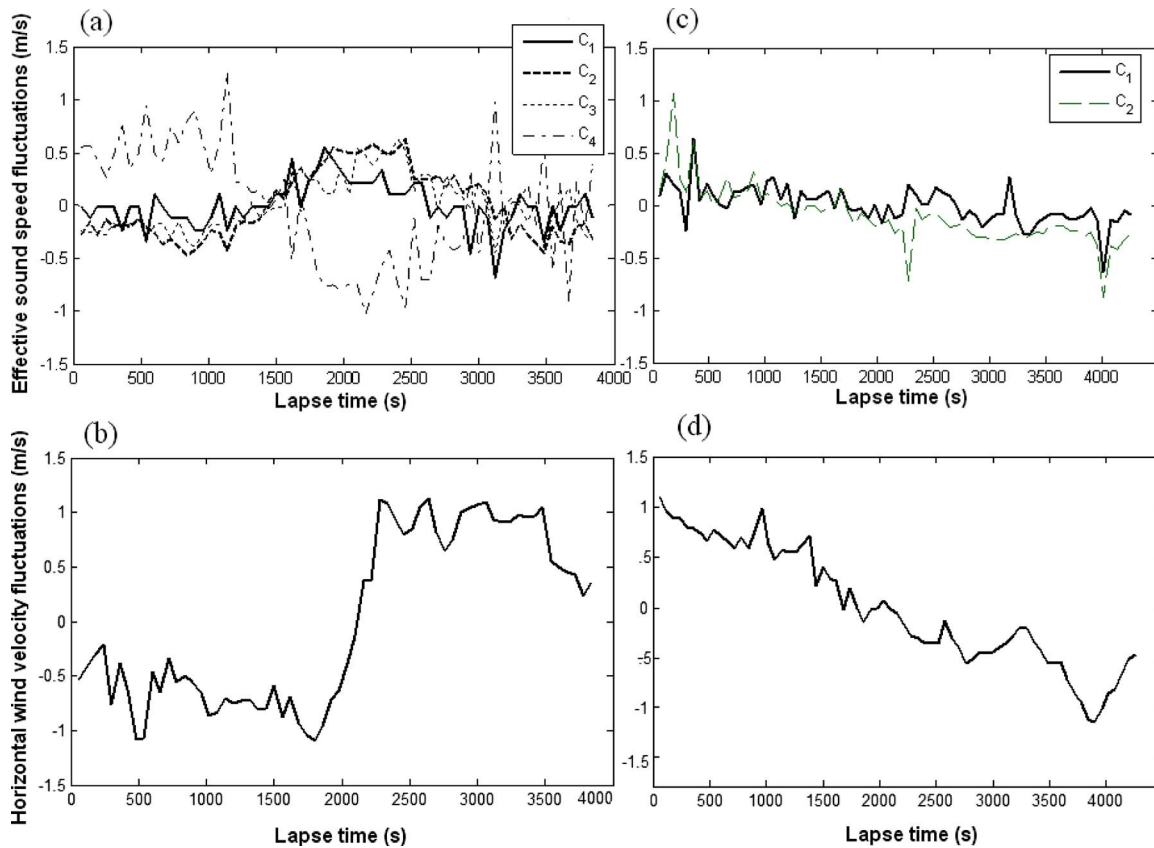 (a)
Effective sound speed fluctuations (m/s)
1.5
1
0.5
0
-0.5
-1
-1.5
C1
C2
C3
C4
0 500 1000 1500 2000 2500 3000 3500 4000
Lapse time (s)
(c)
1.5
1
0.5
0
-0.5
-1
-1.5
C1
C2
0 500 1000 1500 2000 2500 3000 3500 4000
Lapse time (s)
(b)
Horizontal wind velocity fluctuations (m/s)
1.5
1
0.5
0
-0.5
-1
-1.5
0 500 1000 1500 2000 2500 3000 3500 4000
Lapse time (s)
(d)
1.5
1
.5
0
-5
-1
-1.5
0 500 1000 1500 2000 2500 3000 3500 4000
Lapse time (s)